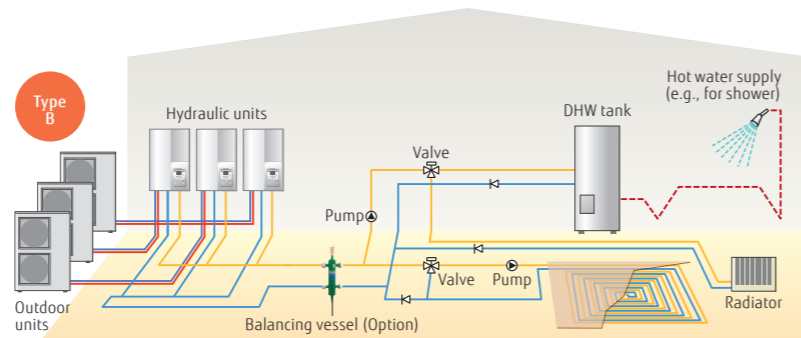 Type
B
Hydraulic units
Hot water supply
(e.g., for shower)
DHW tank
Valve
Pump
Valve
Pump
Outdoor
units
Balancing vessel (Option)
Radiator